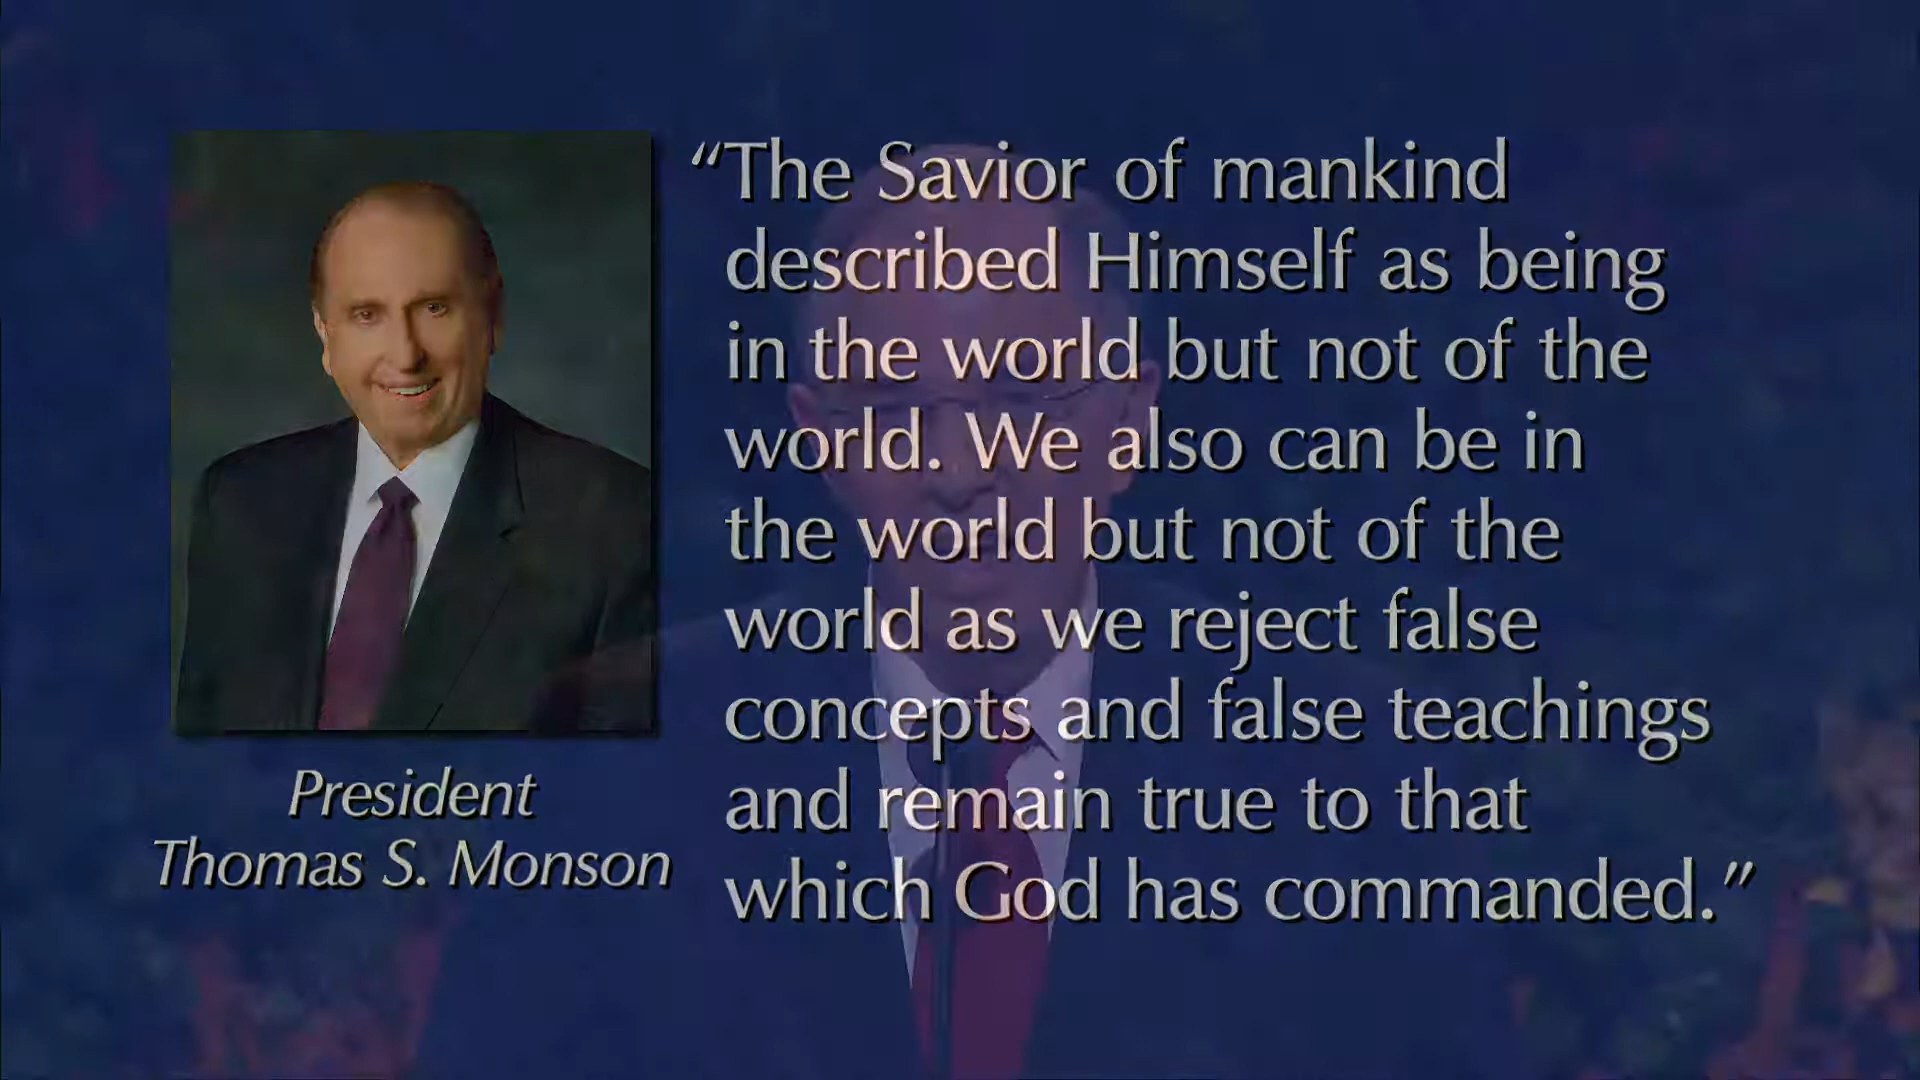 “The Savior of mankind
described Himself as being
in the world but not of the
world. We also can be in
the world but not of the
world as we reject false
concepts and false teachings
and remain true to that
which God has commanded.”
President
Thomas S. Monson